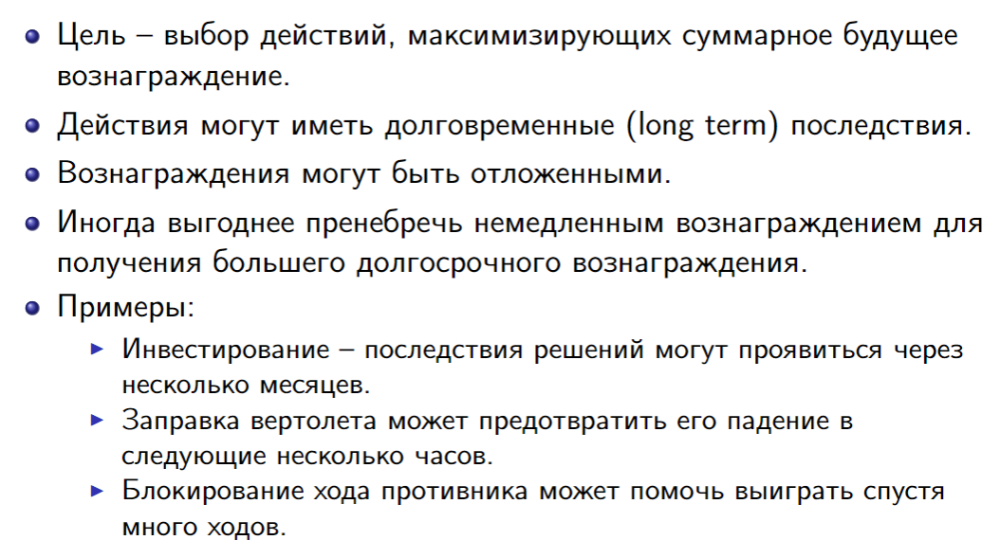 Цель – выбор действий, максимизирующих суммарное будущее
вознаграждение.
Действия могут иметь долговременные (long term) последствия.
Вознаграждения могут быть отложенными.
Иногда выгоднее пренебречь немедленным вознаграждением для
получения большего долгосрочного вознаграждения.
Примеры:
Инвестирование – последствия решений могут проявиться через
несколько месяцев.
Заправка вертолета может предотвратить его падение в
следующие несколько часов.
Блокирование хода противника может помочь выиграть спустя
много ходов.